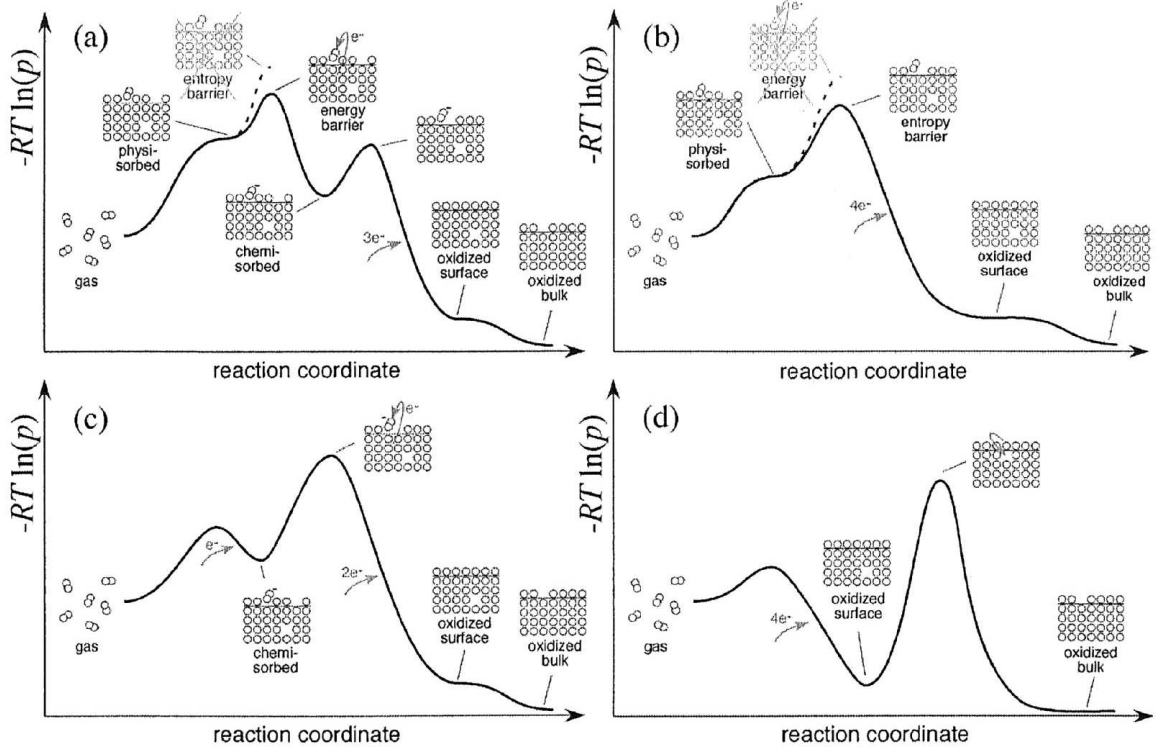 (a)
-RT ln(p)
entropy
barrier
e-
energy
barrier
physi-
sorbed
-
gas
-
chemi-
sorbed
3e-
oxidized
surface
oxidized
bulk
reaction coordinate
(b)
-RT ln(p)
e-
energy
barrier
entropy
barrier
physi-
sorbed
gas
4e-
oxidized
surface
oxidized
bulk
reaction coordinate
(c)
-RT ln(p)
- e-
gas
e-
-
chemi-
sorbed
2e-
oxidized
surface
oxidized
bulk
reaction coordinate
(d)
-RT ln(p)
gas
4e-
oxidized
surface
oxidized
bulk
reaction coordinate